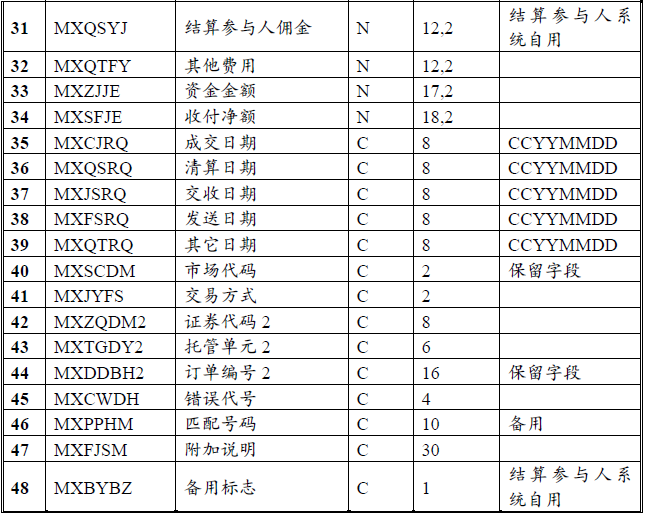 31 MXQSYJ 结算参与人佣金 N 12,2 结算参与人系
统自用
32 MXQTFY 其他费用 N 12,2
33 MXZJJE 资金金额 N 17,2
34 MXSFJE 收付净额 N 18,2
35 MXCJRQ 成交日期 C 8 CCYYMMDD
36 MXQSRQ 清算日期 C 8 CCYYMMDD
37 MXJSRQ 交收日期 C 8 CCYYMMDD
38 MXFSRQ 发送日期 C 8 CCYYMMDD
39 MXQTRQ 其它日期 C 8 CCYYMMDD
40 MXSCDM 市场代码 C 2 保留字段
41 MXJYFS 交易方式 C 2
42 MXZQDM2 证券代码 2 C 8
43 MXTGDY2 托管单元 2 C 6
44 MXDDBH2 订单编号 2 C 16 保留字段
45 MXCWDH 错误代号 C 4
46 MXPPHM 匹配号码 C 10 备用
47 MXFJSM 附加说明 C 30
48 MXBYBZ 备用标志 C 1 结算参与人系
统自用